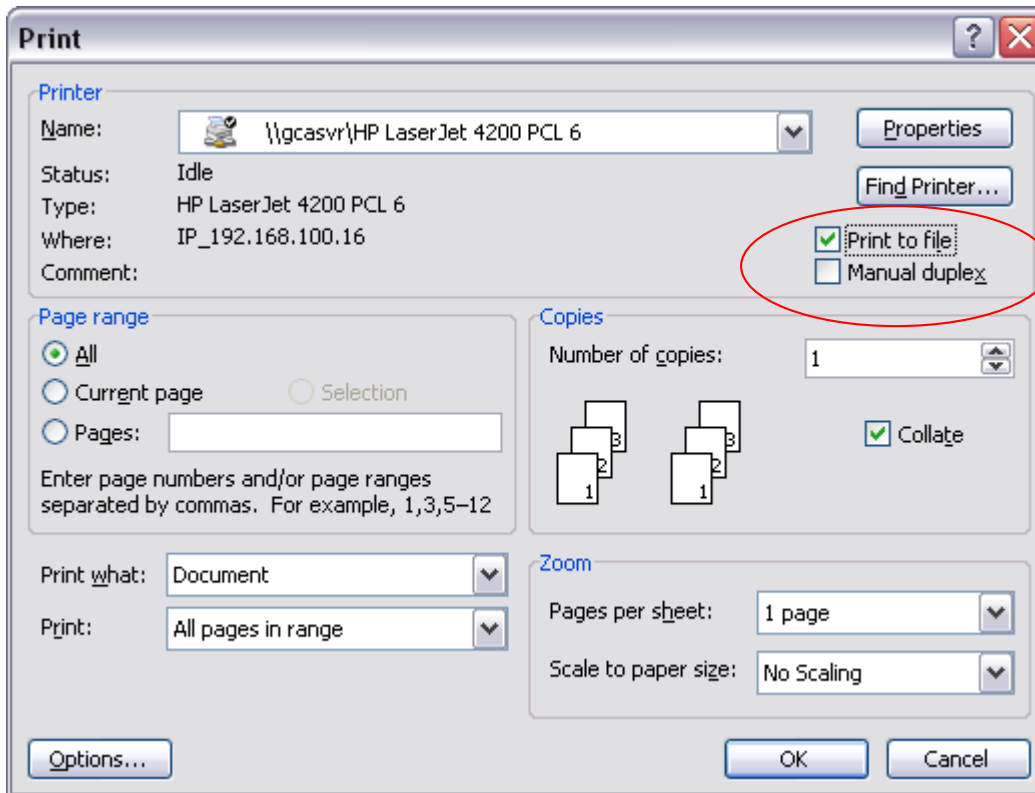 Print
Printer
Name: \\gcasvr\HP LaserJet 4200 PCL 6 Properties
Status: Idle Find Printer...
Type: HP LaserJet 4200 PCL 6
Where: IP_192.168.100.16 Print to file
Comment: Manual duplex
Page range
All
Current page Selection
Pages:
Enter page numbers and/or page ranges
separated by commas. For example, 1,3,5–12
Copies
Number of copies: 1
3 3
2 2
1 1
Collate
Print what: Document
Print: All pages in range
Zoom
Pages per sheet: 1 page
Scale to paper size: No Scaling
Options... OK Cancel